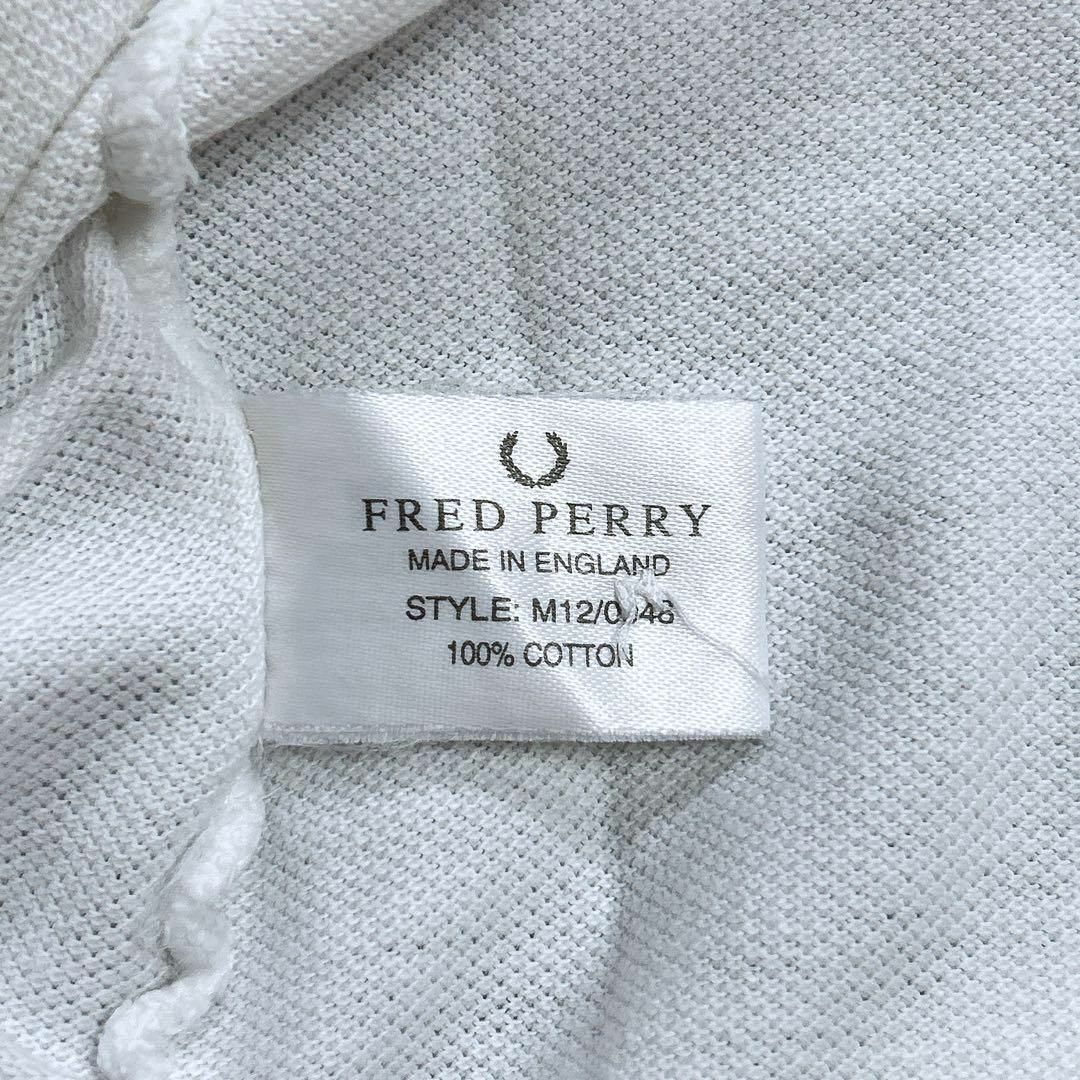 FRED PERRY
MADE IN ENGLAND
STYLE:
100% COTTON